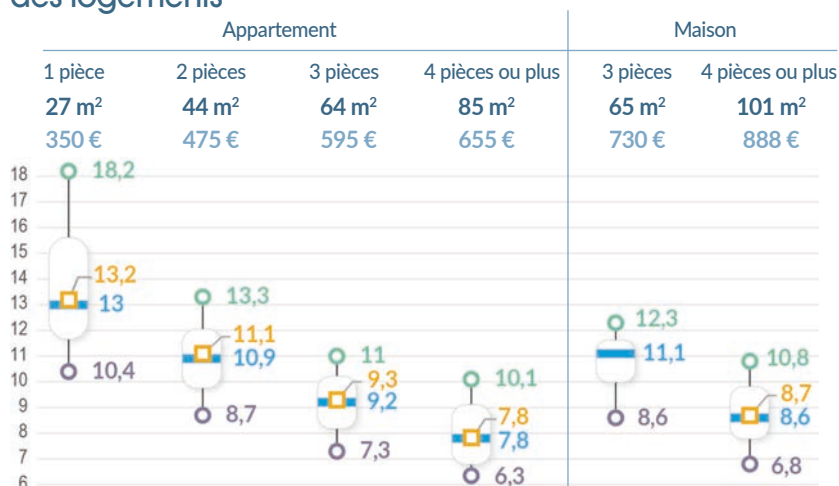 des logements
Appartement Maison
1 pièce 2 pièces 3 pièces 4 pièces ou plus 3 pièces 4 pièces ou plus
27 m² 44 m² 64 m² 85 m² 65 m² 101 m²
350 € 475 € 595 € 655 € 730 € 888 €
18 18,2
17
16
15
14 13,2
13 13 13,3
12 11,1 12,3
11 10,9 11 11,1 10,8
10 10,4 9,3 10,1
9 8,7 9,2 8,6 8,7
8 7,8 8,6
7 7,3 7,8 6,8
6 6,3